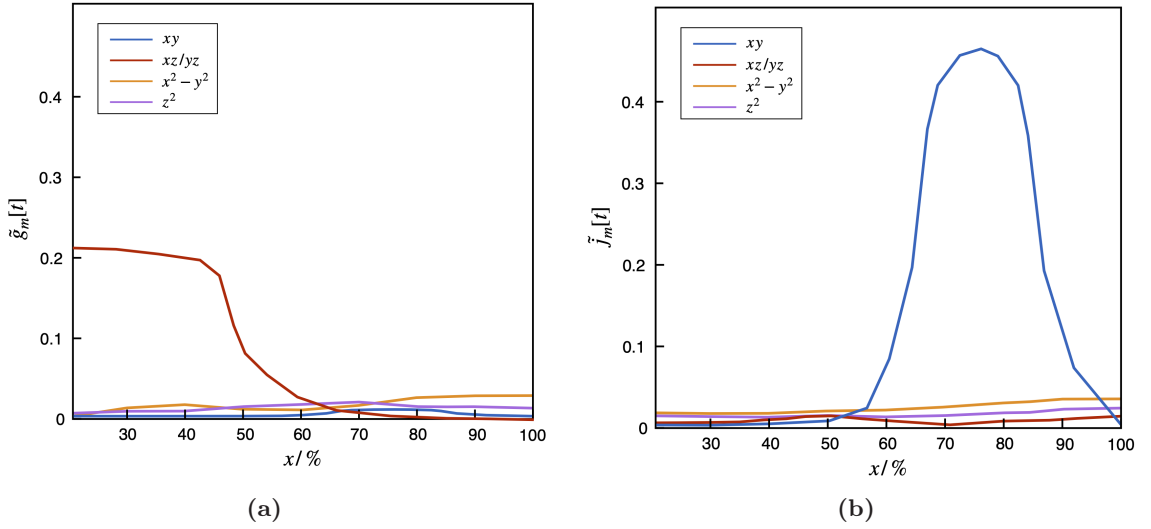 xy
xz/yz
x² − y²
z²
0.4
0.3
0.2
0.1
0
g̃ₘ[t]
30 40 50 60 70 80 90 100
x/ %
(a)
xy
xz/yz
x² − y²
z²
0.4
0.3
0.2
0.1
0
j̃ₘ[t]
30 40 50 60 70 80 90 100
x/ %
(b)